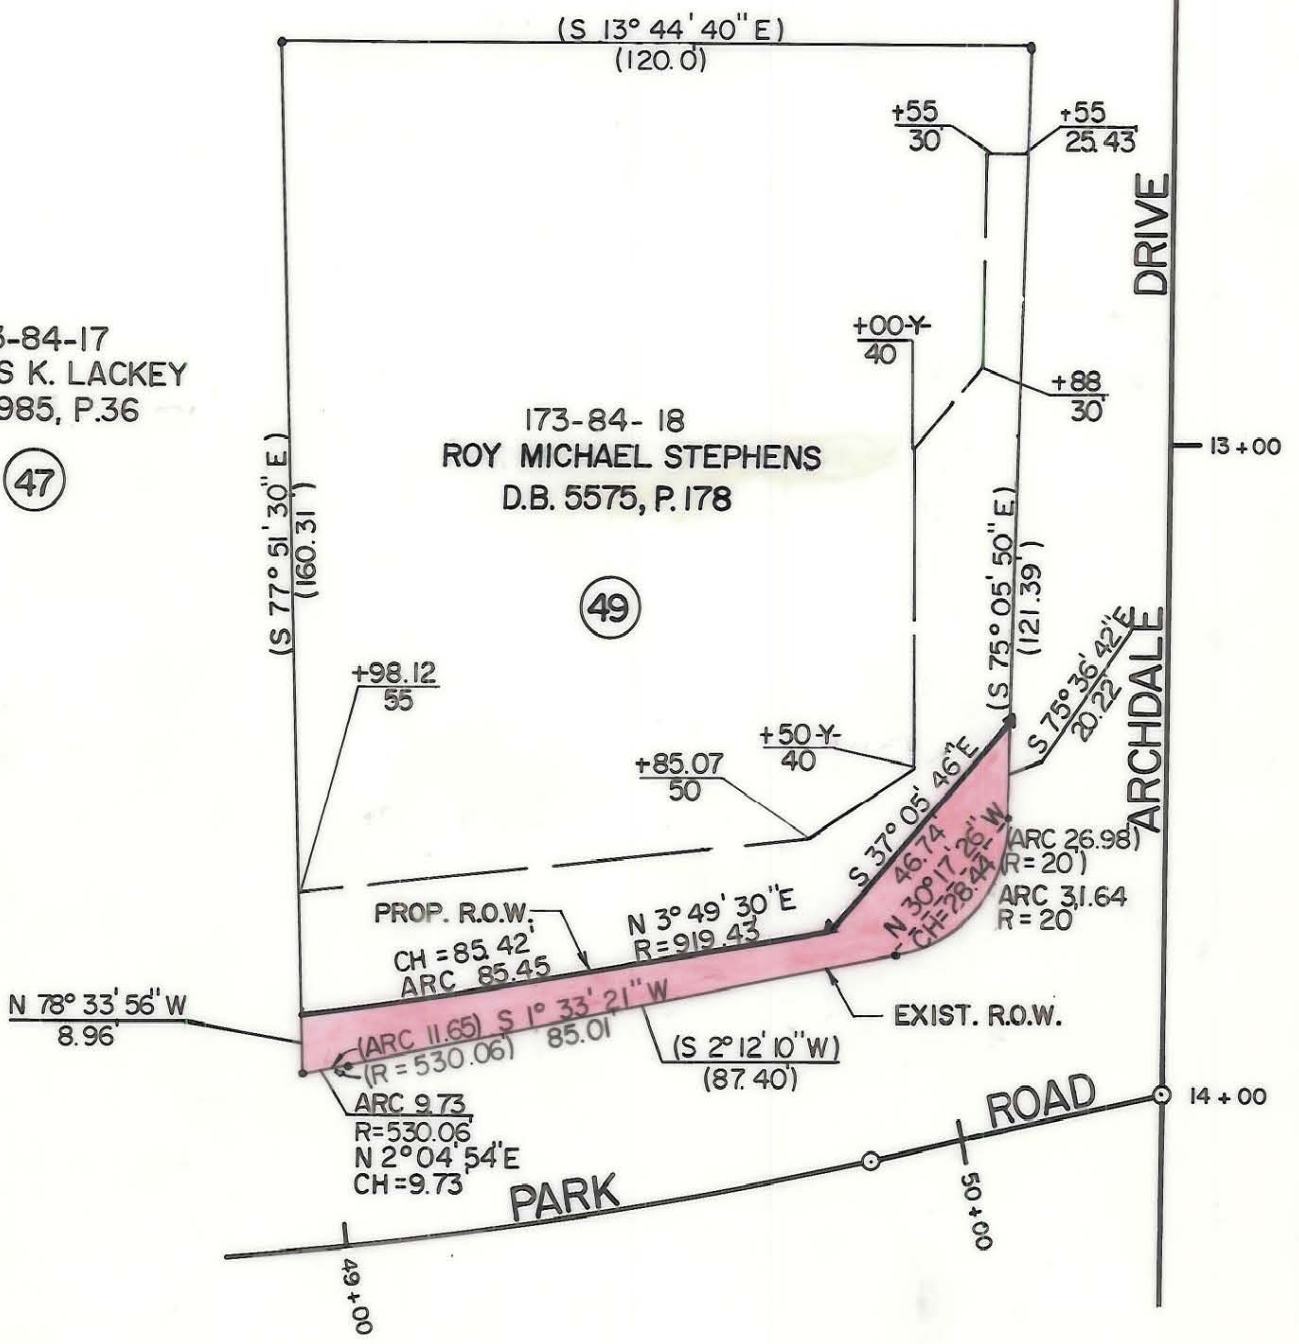 (S 13° 44' 40" E)
(120.0')
+55
30'
+55
25.43'
DRIVE
3-84-17
S K. LACKEY
985, P.36
47
+00-Y-
40
+88
30'
173-84-18
ROY MICHAEL STEPHENS
D.B. 5575, P. 178
13+00
(S 77° 51' 30" E)
(160.31')
(S 75° 05' 50" E)
(121.39')
49
+98.12
55
+50-Y-
40
+85.07
50
S 75° 36' 42" E
20.22'
ARCHDALE
S 37° 05' 46" E
46.74'
N 30° 17' 26" W
CH=28.44'
(ARC 26.98')
(R=20')
ARC 31.64
R=20'
PROP. R.O.W.
N 3° 49' 30" E
R=919.43'
CH=85.42'
ARC 85.45
N 78° 33' 56" W
8.96'
EXIST. R.O.W.
(ARC 11.65) S 1° 33' 21" W
(R=530.06') 85.01'
(S 2° 12' 10" W)
(87.40')
ARC 9.73'
R=530.06'
N 2° 04' 54" E
CH=9.73'
PARK ROAD
14+00
50+00
49+00